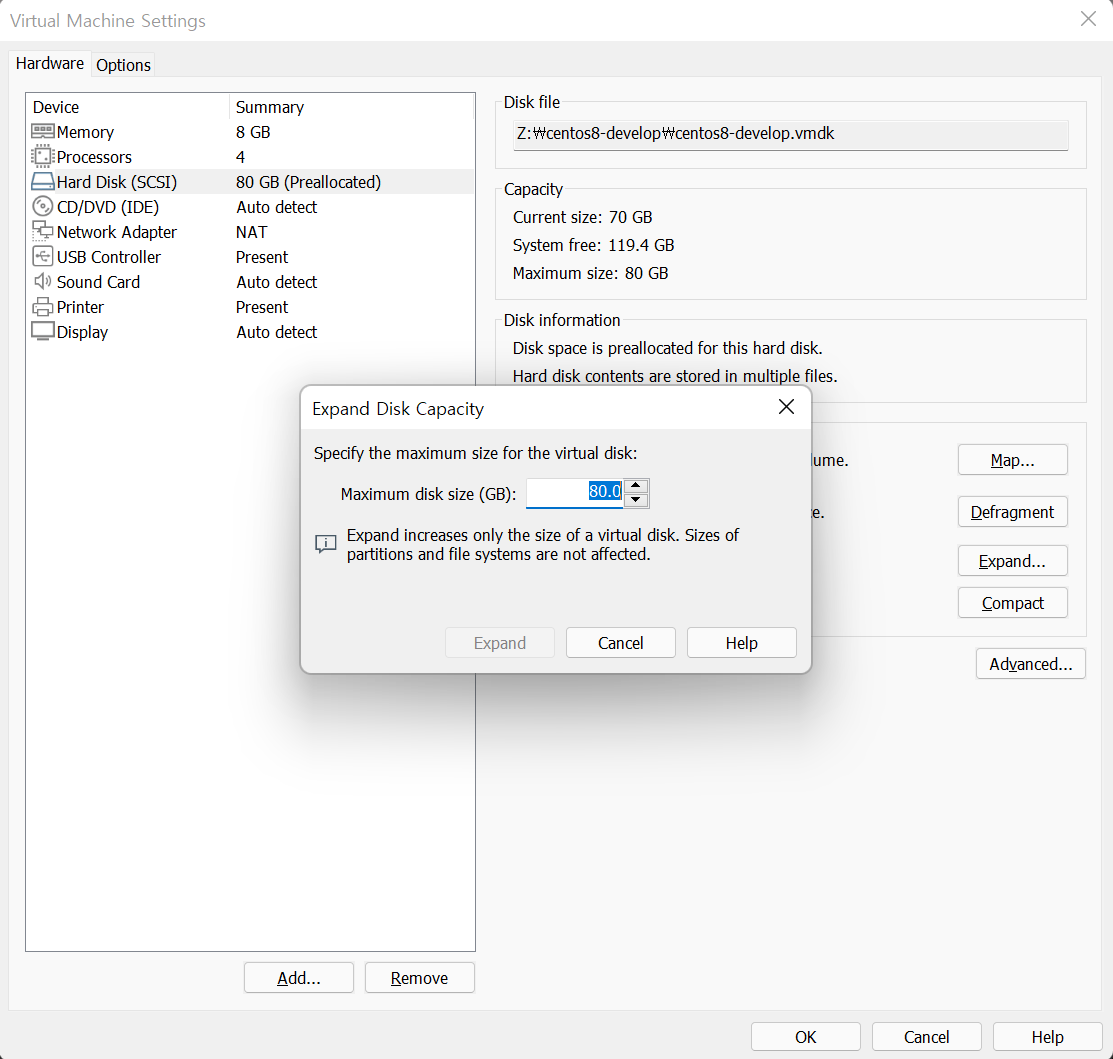 Virtual Machine Settings
Hardware
Options
Device Summary
Memory 8 GB
Processors 4
Hard Disk (SCSI) 80 GB (Preallocated)
CD/DVD (IDE) Auto detect
Network Adapter NAT
USB Controller Present
Sound Card Auto detect
Printer Present
Display Auto detect
Add...
Remove
Disk file
Z:₩centos8-develop₩centos8-develop.vmdk
Capacity
Current size: 70 GB
System free: 119.4 GB
Maximum size: 80 GB
Disk information
Disk space is preallocated for this hard disk.
Hard disk contents are stored in multiple files.
Map...
Defragment
Expand...
Compact
Advanced...
Expand Disk Capacity
Specify the maximum size for the virtual disk:
Maximum disk size (GB): 80.0
Expand increases only the size of a virtual disk. Sizes of
partitions and file systems are not affected.
Expand
Cancel
Help
OK
Cancel
Help